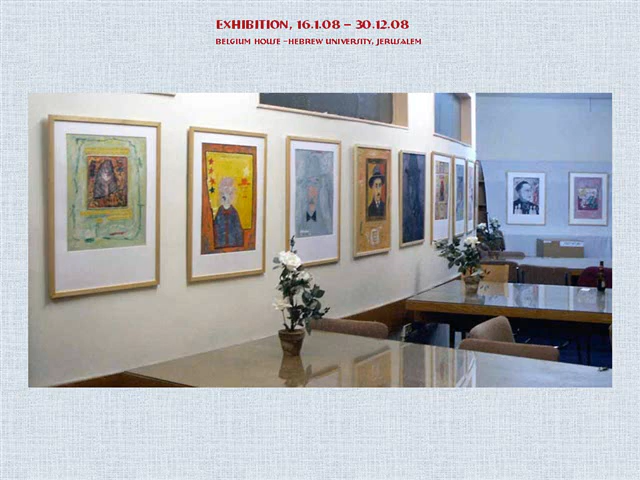 EXHIBITION, 16.1.08 – 30.12.08
BELGIUM HOUSE -HEBREW UNIVERSITY, JERUSALEM